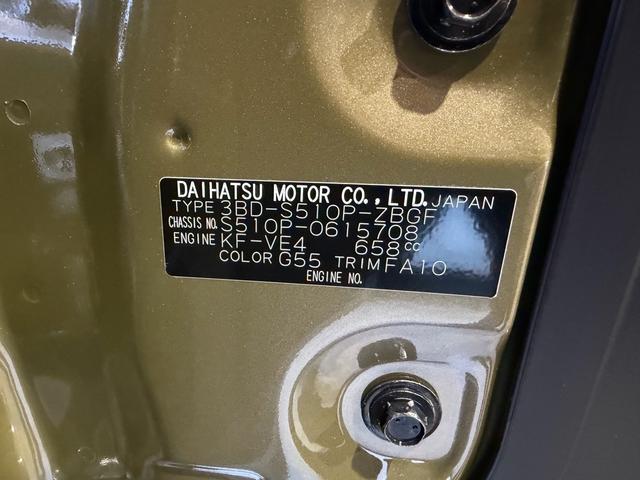 DAIHATSU MOTOR CO., LTD. JAPAN
TYPE 3BD-S510P-ZBGF
CHASSIS NO. S510P-0615708
ENGINE KF-VE4 658cc
COLOR G55 TRIM FA10
ENGINE NO.